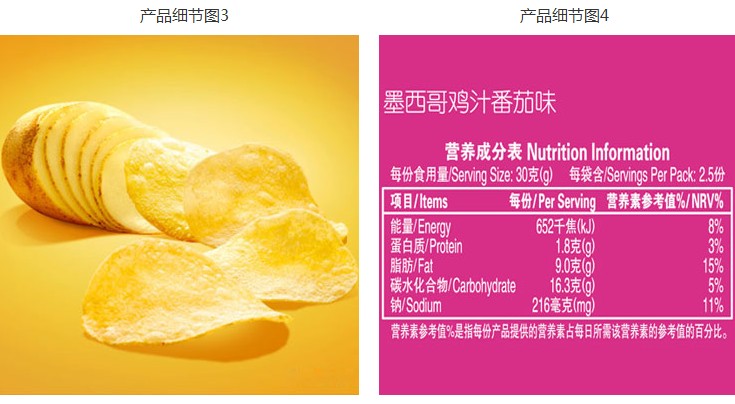 产品细节图3
产品细节图4
墨西哥鸡汁番茄味
营养成分表 Nutrition Information
每份食用量/Serving Size: 30克(g) 每袋含/Servings Per Pack: 2.5份
项目/Items 每份/Per Serving 营养素参考值%/NRV%
能量/Energy 652千焦(kJ) 8%
蛋白质/Protein 1.8克(g) 3%
脂肪/Fat 9.0克(g) 15%
碳水化合物/Carbohydrate 16.3克(g) 5%
钠/Sodium 216毫克(mg) 11%
营养素参考值%是指每份产品提供的营养素占每日所需该营养素的参考值的百分比。